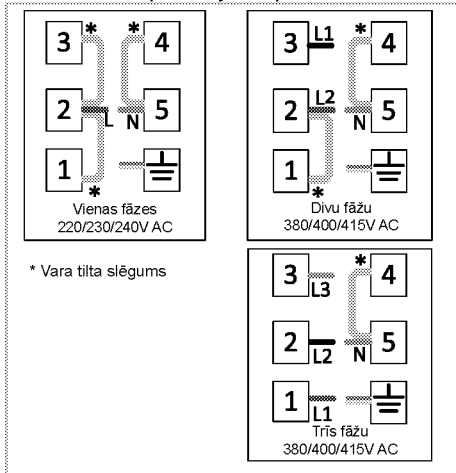 3 * * 4
2 L N 5
1 *
Vienas fāzes
220/230/240V AC
3 L1 * 4
2 L2 N 5
1 *
Divu fāžu
380/400/415V AC
* Vara tilta slēgums
3 L3 * 4
2 L2 N 5
1 L1
Trīs fāžu
380/400/415V AC